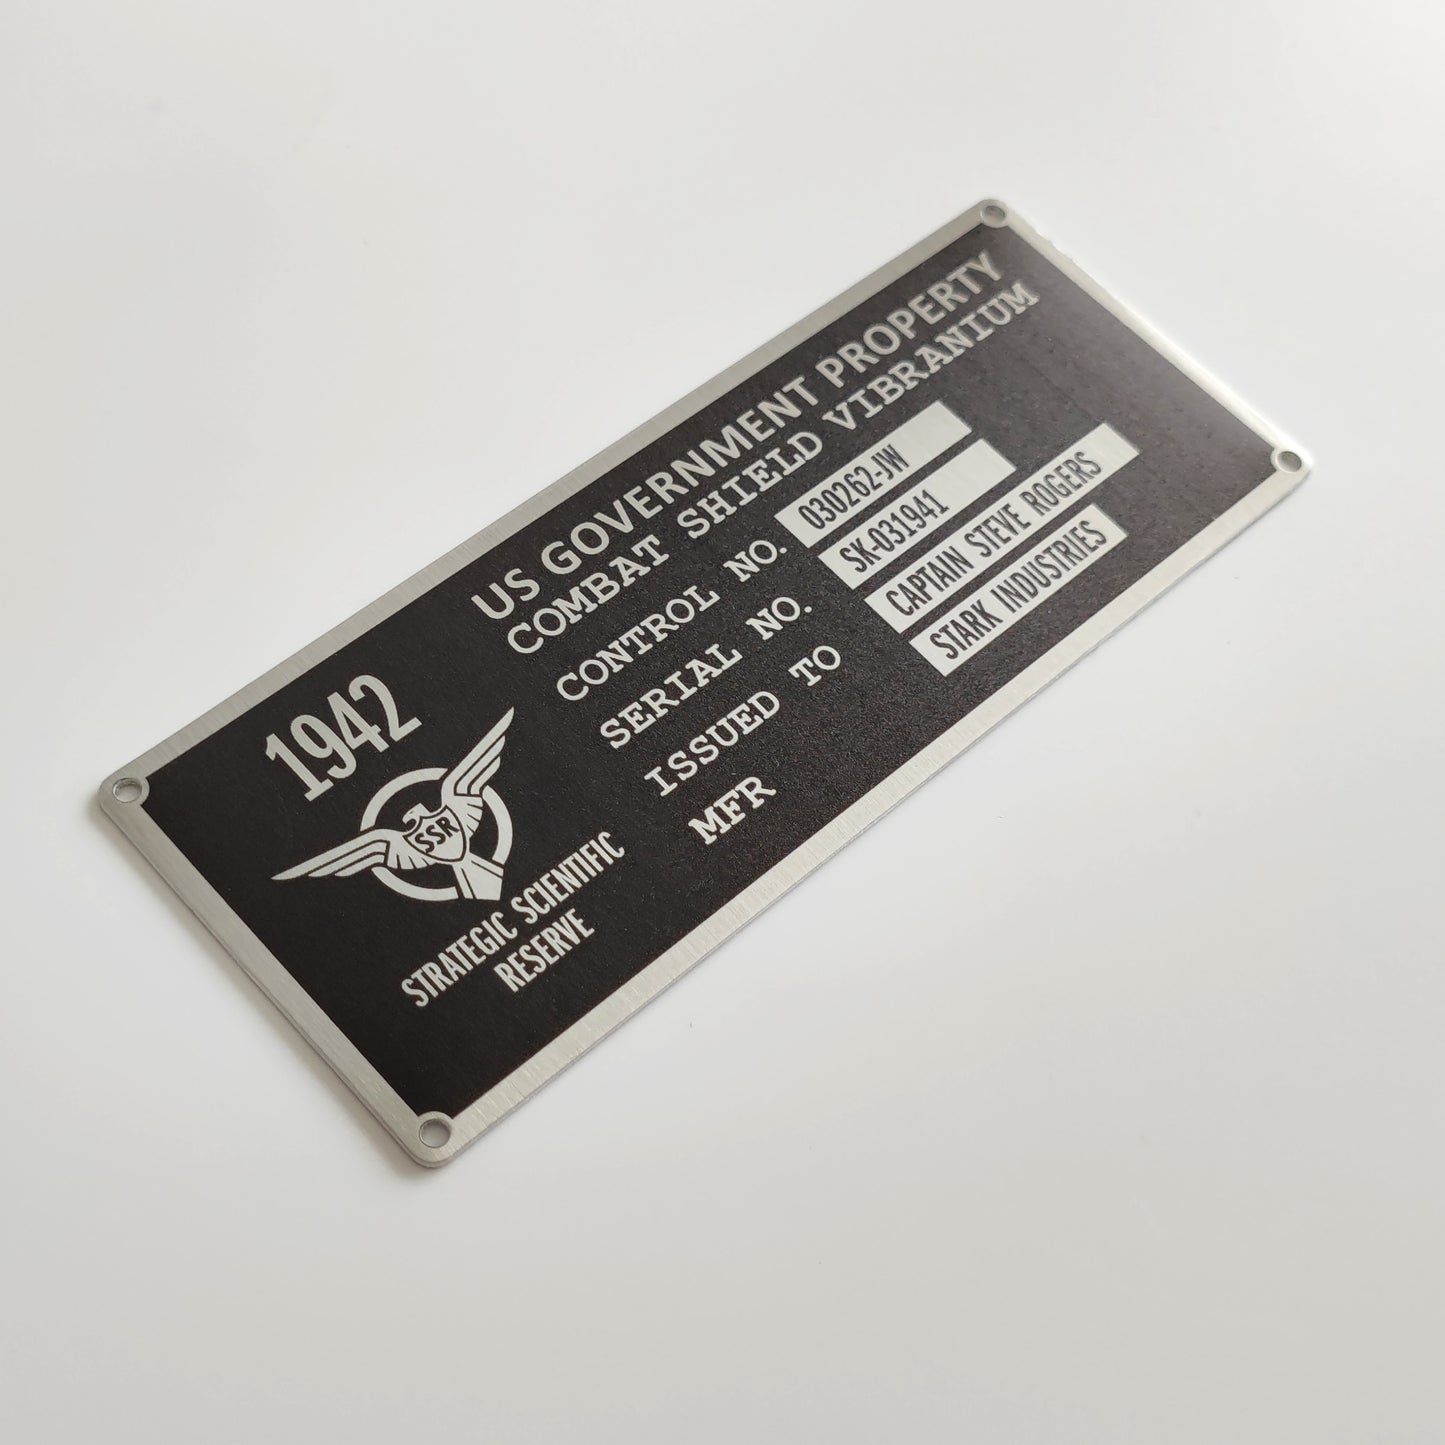 US GOVERNMENT PROPERTY
COMBAT SHIELD VIBRANIUM
CONTROL NO. 030262-JW
SERIAL NO. SK-031941
ISSUED TO CAPTAIN STEVE ROGERS
MFR STARK INDUSTRIES
1942
SSR
STRATEGIC SCIENTIFIC
RESERVE